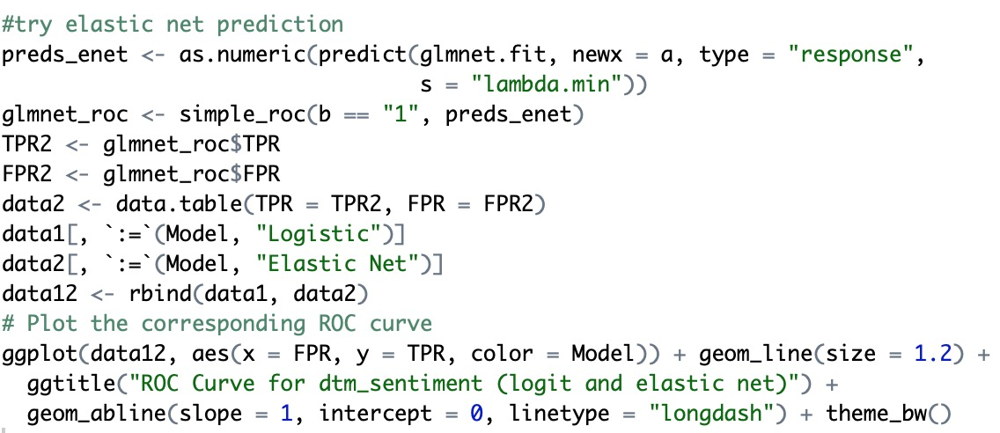 #try elastic net prediction
preds_enet <- as.numeric(predict(glmnet.fit, newx = a, type = "response",
                                 s = "lambda.min"))
glmnet_roc <- simple_roc(b == "1", preds_enet)
TPR2 <- glmnet_roc$TPR
FPR2 <- glmnet_roc$FPR
data2 <- data.table(TPR = TPR2, FPR = FPR2)
data1[, `:=`(Model, "Logistic")]
data2[, `:=`(Model, "Elastic Net")]
data12 <- rbind(data1, data2)
# Plot the corresponding ROC curve
ggplot(data12, aes(x = FPR, y = TPR, color = Model)) + geom_line(size = 1.2) +
  ggtitle("ROC Curve for dtm_sentiment (logit and elastic net)") +
  geom_abline(slope = 1, intercept = 0, linetype = "longdash") + theme_bw()